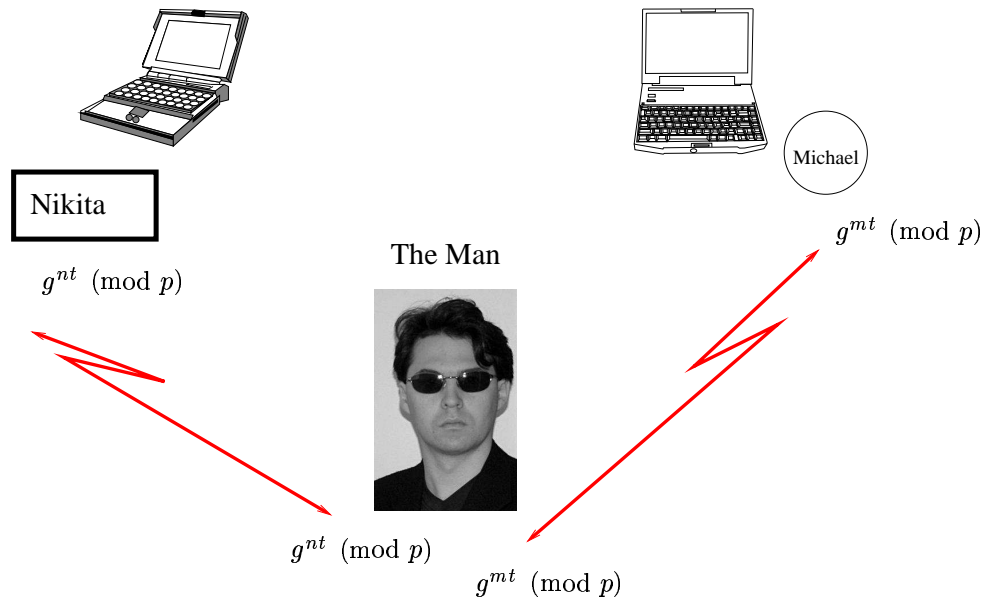 Michael
Nikita
g^{mt} (mod p)
The Man
g^{nt} (mod p)
g^{nt} (mod p)
g^{mt} (mod p)